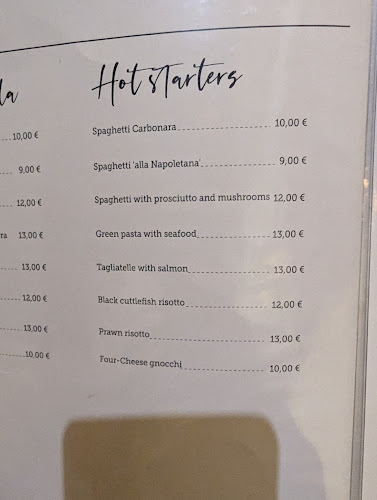 la
10,00 €
9,00 €
12,00 €
ra 13,00 €
13,00 €
12,00 €
13,00 €
10,00 €
Hot starters
Spaghetti Carbonara 10,00 €
Spaghetti 'alla Napoletana' 9,00 €
Spaghetti with prosciutto and mushrooms 12,00 €
Green pasta with seafood 13,00 €
Tagliatelle with salmon 13,00 €
Black cuttlefish risotto 12,00 €
Prawn risotto 13,00 €
Four-Cheese gnocchi 10,00 €